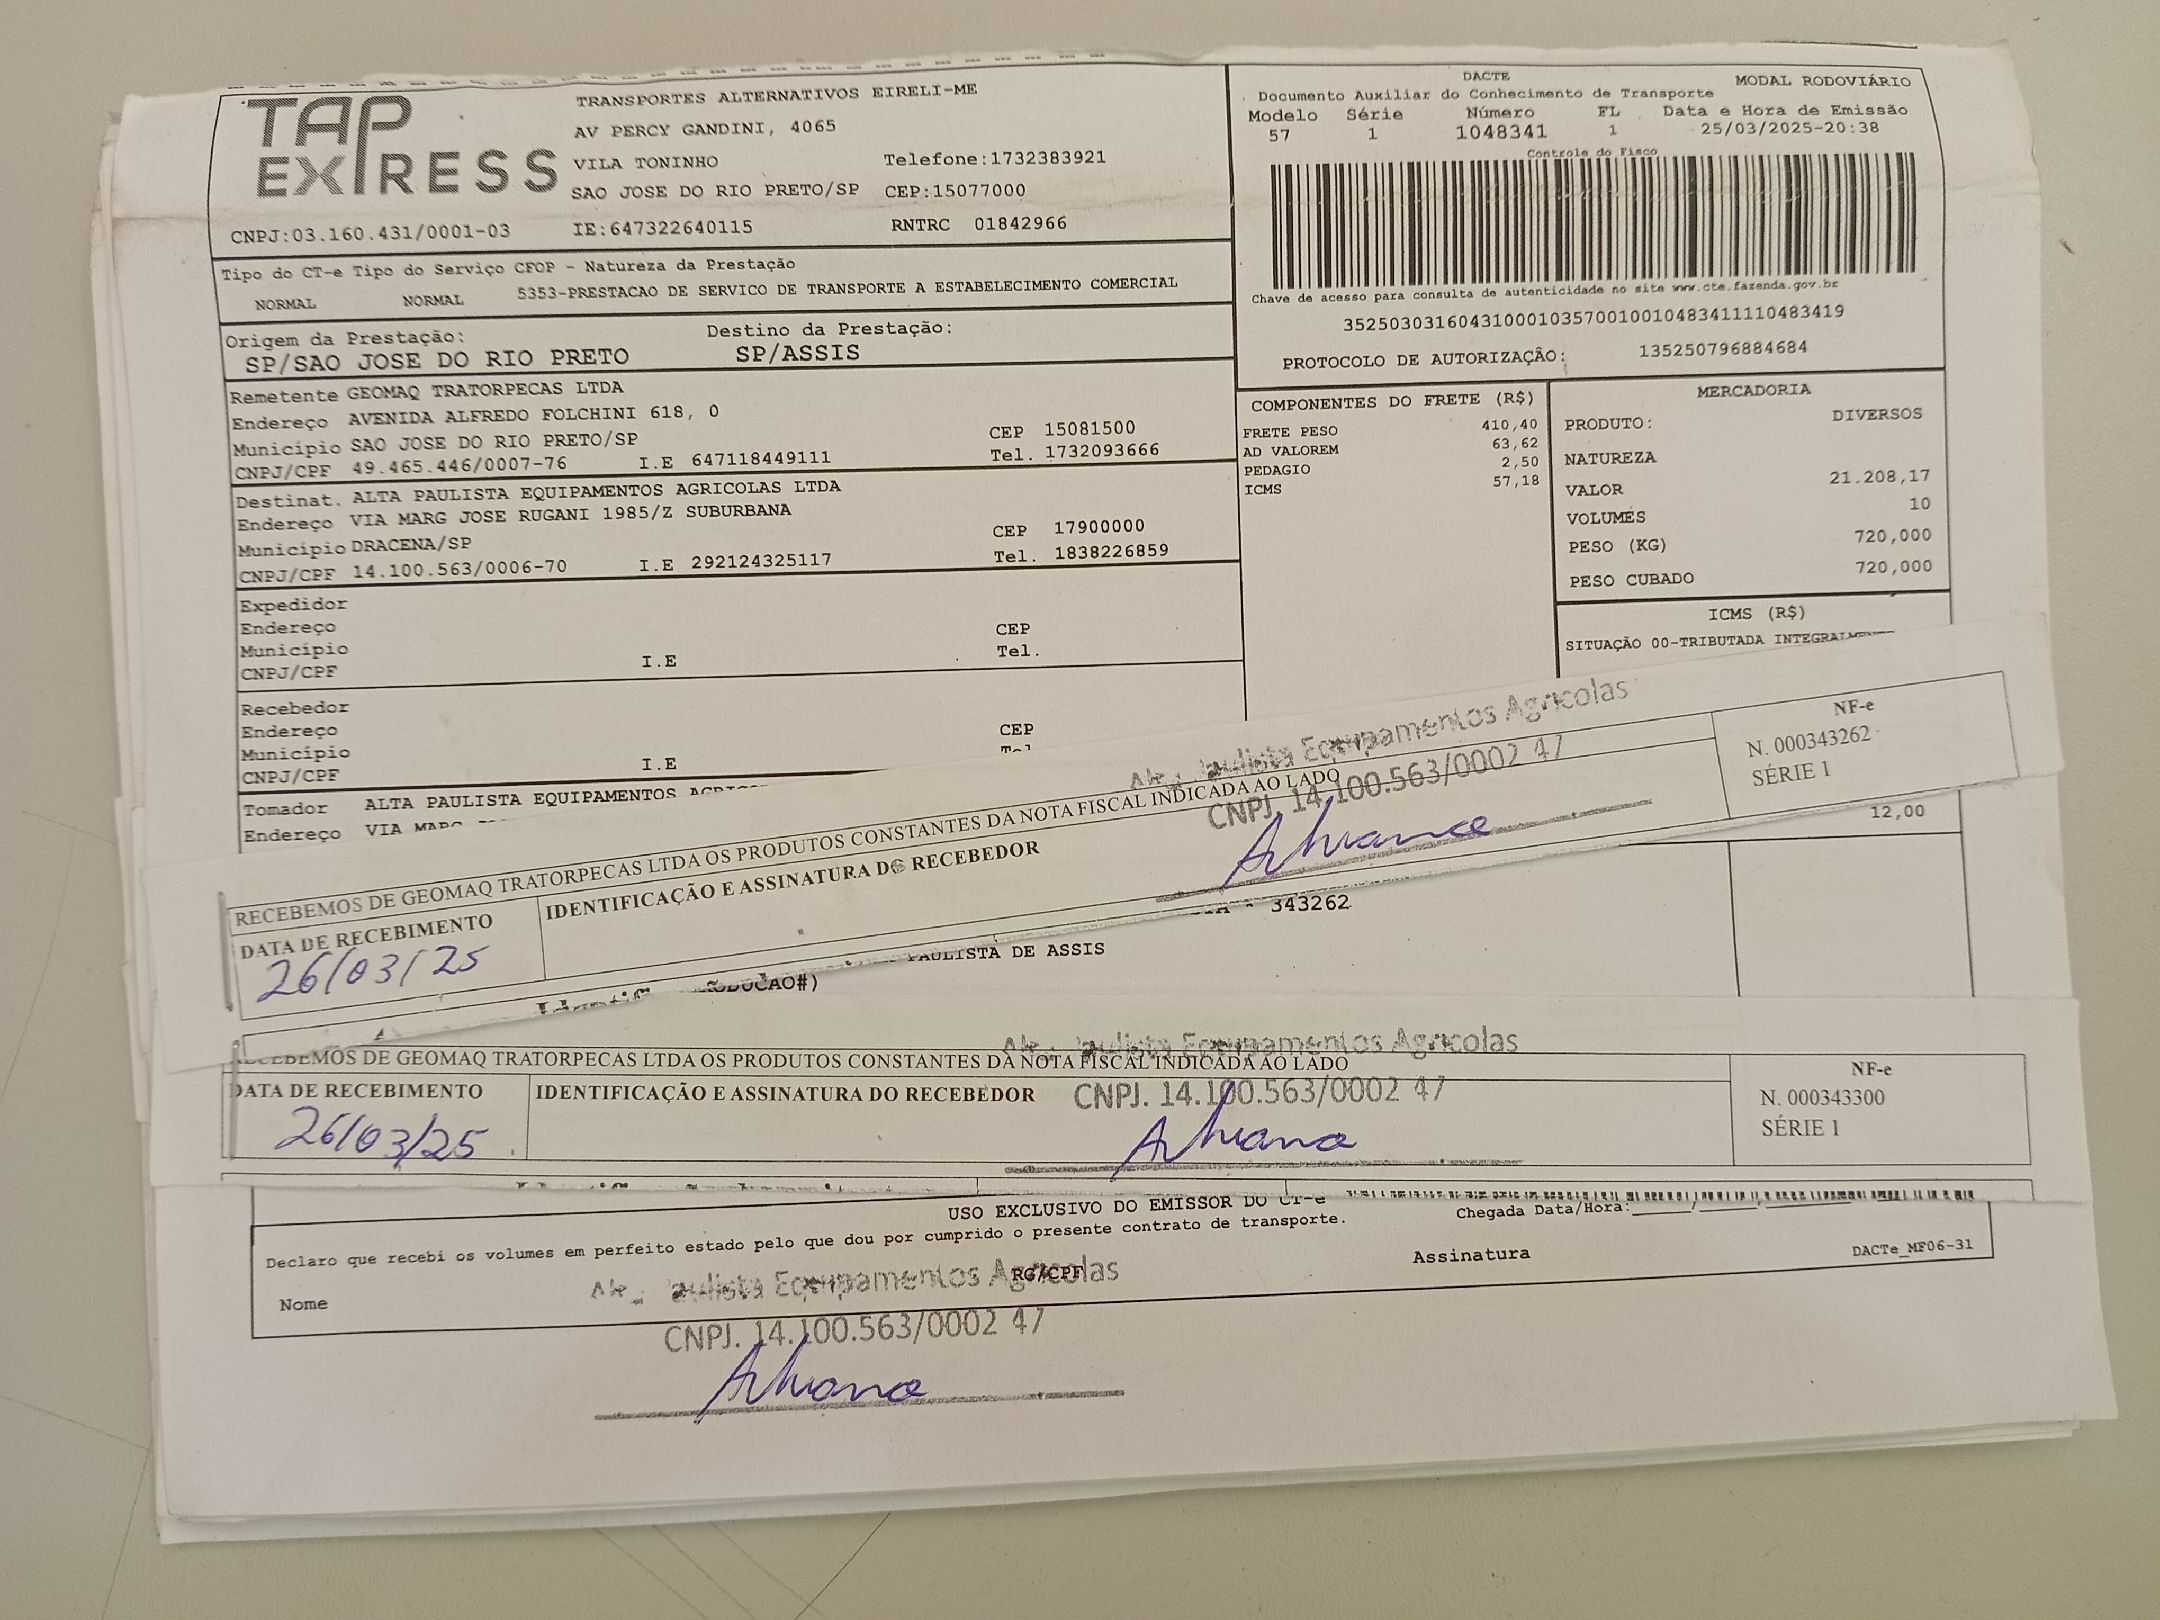 TAP EXPRESS
TRANSPORTES ALTERNATIVOS EIRELI-ME
AV PERCY GANDINI, 4065
VILA TONINHO Telefone:1732383921
SAO JOSE DO RIO PRETO/SP CEP:15077000
CNPJ:03.160.431/0001-03 IE:647322640115 RNTRC 01842966
DACTE MODAL RODOVIÁRIO
Documento Auxiliar do Conhecimento de Transporte
Modelo Série Número FL Data e Hora de Emissão
57 1 1048341 1 25/03/2025-20:38
Controle do Fisco
Chave de acesso para consulta de autenticidade no site www.cte.fazenda.gov.br
35250303160431000103570010010483411110483419
PROTOCOLO DE AUTORIZAÇÃO: 135250796884684
Tipo do CT-e Tipo do Serviço CFOP - Natureza da Prestação
NORMAL NORMAL 5353-PRESTACAO DE SERVICO DE TRANSPORTE A ESTABELECIMENTO COMERCIAL
Origem da Prestação: Destino da Prestação:
SP/SAO JOSE DO RIO PRETO SP/ASSIS
Remetente GEOMAQ TRATORPECAS LTDA
Endereço AVENIDA ALFREDO FOLCHINI 618, 0
Município SAO JOSE DO RIO PRETO/SP CEP 15081500
CNPJ/CPF 49.465.446/0007-76 I.E 647118449111 Tel. 1732093666
Destinat. ALTA PAULISTA EQUIPAMENTOS AGRICOLAS LTDA
Endereço VIA MARG JOSE RUGANI 1985/Z SUBURBANA
Município DRACENA/SP CEP 17900000
CNPJ/CPF 14.100.563/0006-70 I.E 292124325117 Tel. 1838226859
Expedidor
Endereço CEP
Município Tel.
CNPJ/CPF I.E
Recebedor
Endereço CEP
Município Tel
CNPJ/CPF I.E
Tomador ALTA PAULISTA EQUIPAMENTOS
Endereço VIA MARG
COMPONENTES DO FRETE (R$)
FRETE PESO 410,40
AD VALOREM 63,62
PEDAGIO 2,50
ICMS 57,18
MERCADORIA
PRODUTO: DIVERSOS
NATUREZA
VALOR 21.208,17
VOLUMES 10
PESO (KG) 720,000
PESO CUBADO 720,000
ICMS (R$)
SITUAÇÃO 00-TRIBUTADA INTEGRALMENTE
12,00
Paulista Equipamentos Agricolas
CNPJ. 14.100.563/0002 47
RECEBEMOS DE GEOMAQ TRATORPECAS LTDA OS PRODUTOS CONSTANTES DA NOTA FISCAL INDICADA AO LADO
DATA DE RECEBIMENTO IDENTIFICAÇÃO E ASSINATURA DO RECEBEDOR
26/03/25
NF-e
N. 000343262
SÉRIE 1
343262
PAULISTA DE ASSIS
Paulista Equipamentos Agricolas
RECEBEMOS DE GEOMAQ TRATORPECAS LTDA OS PRODUTOS CONSTANTES DA NOTA FISCAL INDICADA AO LADO
DATA DE RECEBIMENTO IDENTIFICAÇÃO E ASSINATURA DO RECEBEDOR CNPJ. 14.100.563/0002 47
26/03/25
NF-e
N. 000343300
SÉRIE 1
USO EXCLUSIVO DO EMISSOR DO CT-e
Declaro que recebi os volumes em perfeito estado pelo que dou por cumprido o presente contrato de transporte. Chegada Data/Hora:
Nome RG/CPF Assinatura DACTe_MF06-31
Paulista Equipamentos Agricolas
CNPJ. 14.100.563/0002 47